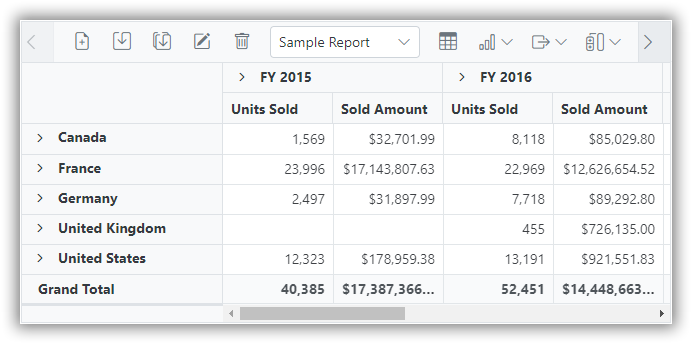 Sample Report
FY 2015 FY 2016
Units Sold Sold Amount Units Sold Sold Amount
Canada 1,569 $32,701.99 8,118 $85,029.80
France 23,996 $17,143,807.63 22,969 $12,626,654.52
Germany 2,497 $31,897.99 7,718 $89,292.80
United Kingdom 455 $726,135.00
United States 12,323 $178,959.38 13,191 $921,551.83
Grand Total 40,385 $17,387,366... 52,451 $14,448,663...